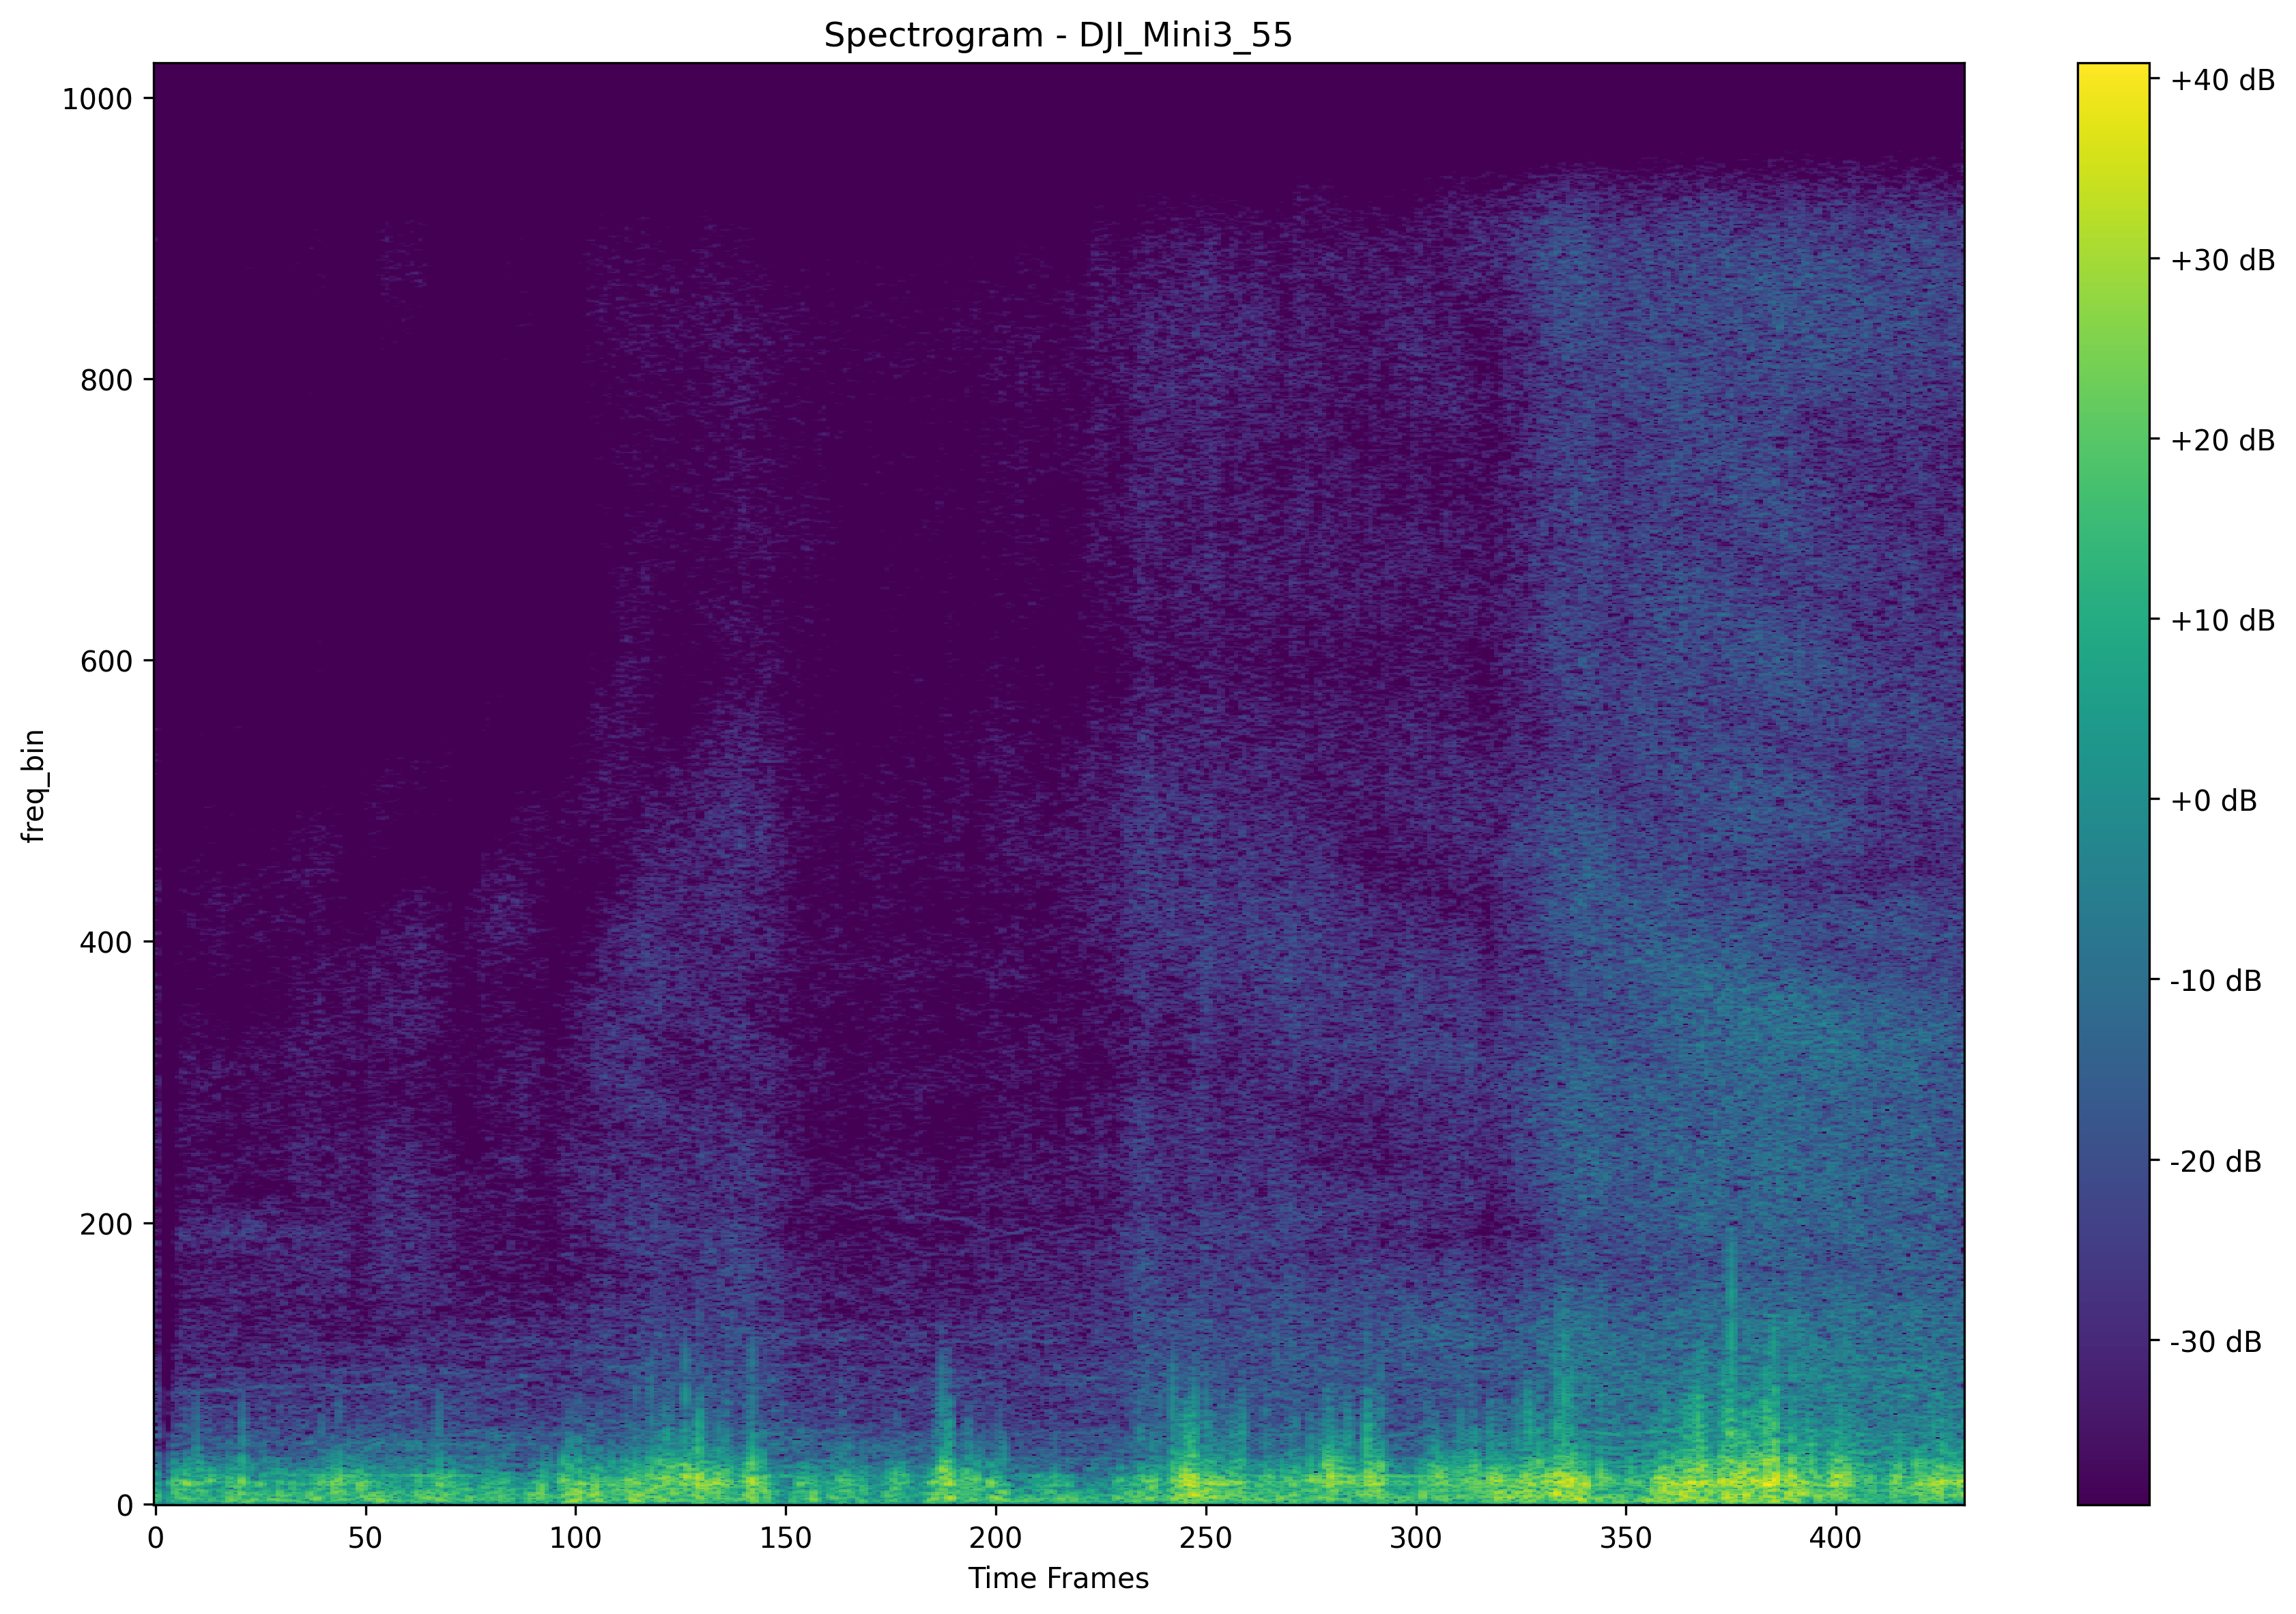 Spectrogram - DJI_Mini3_55
freq_bin
1000
800
600
400
200
0
0 50 100 150 200 250 300 350 400
Time Frames
+40 dB
+30 dB
+20 dB
+10 dB
+0 dB
-10 dB
-20 dB
-30 dB